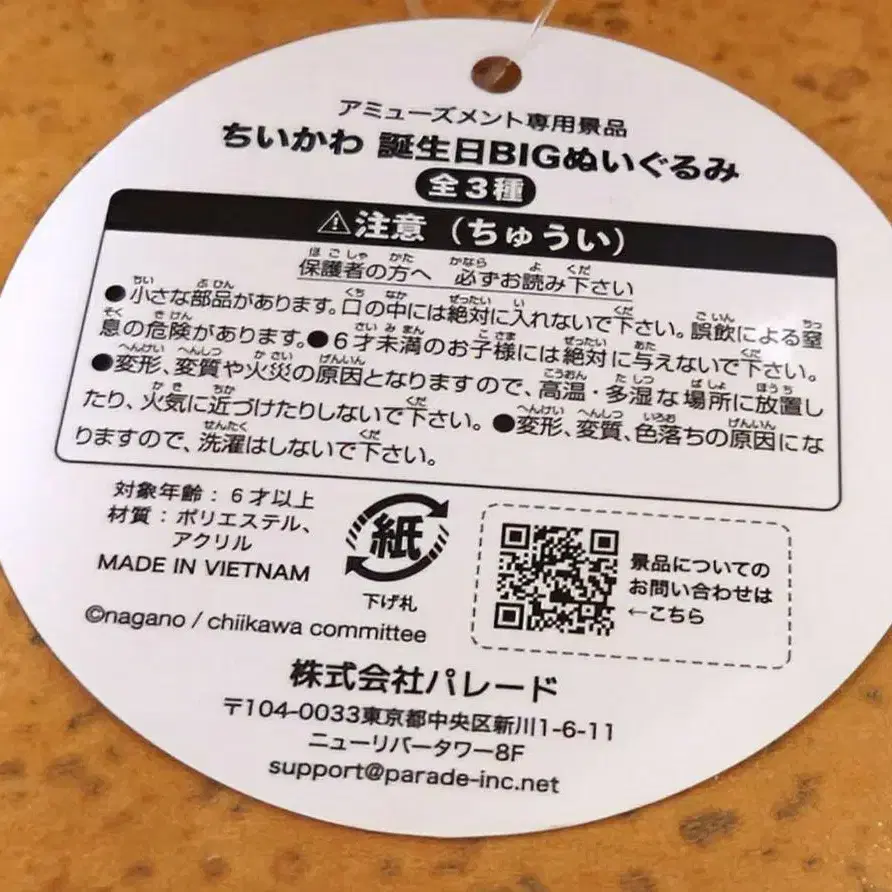 アミューズメント専用景品
ちいかわ 誕生日BIGぬいぐるみ
全3種
⚠注意（ちゅうい）
保護者の方へ 必ずお読み下さい
●小さな部品があります。口の中には絶対に入れないで下さい。誤飲による窒
息の危険があります。●6才未満のお子様には絶対に与えないで下さい。
●変形、変質や火災の原因となりますので、高温・多湿な場所に放置し
たり、火気に近づけたりしないで下さい。●変形、変質、色落ちの原因にな
りますので、洗濯はしないで下さい。
対象年齢：6才以上
材質：ポリエステル、
アクリル
MADE IN VIETNAM
紙
下げ札
景品についての
お問い合わせは
←こちら
©nagano / chiikawa committee
株式会社パレード
〒104-0033東京都中央区新川1-6-11
ニューリバータワー8F
support@parade-inc.net